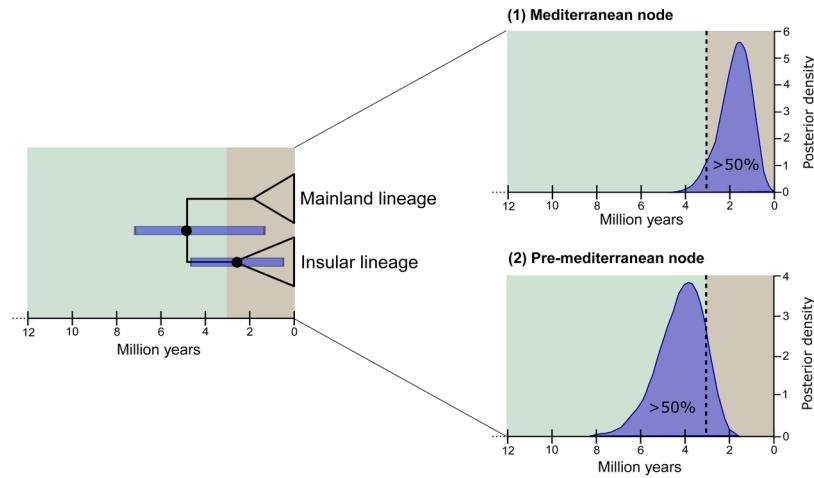 (1) Mediterranean node
6
5
4
3
2
1
0
Posterior density
>50%
12 10 8 6 4 2 0
Million years
Mainland lineage
Insular lineage
12 10 8 6 4 2 0
Million years
(2) Pre-mediterranean node
4
3
2
1
0
Posterior density
>50%
12 10 8 6 4 2 0
Million years